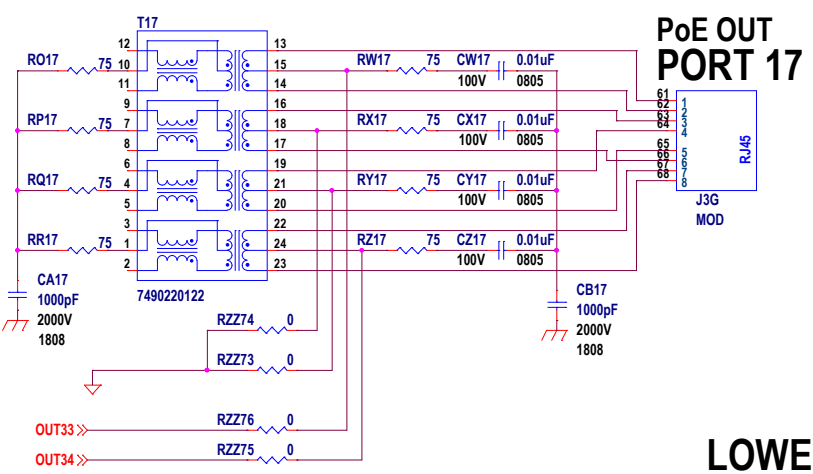 T17
PoE OUT
PORT 17
12
10
11
9
7
8
6
4
5
3
1
2
13
15
14
16
18
17
19
21
20
22
24
23
RO17 75
RP17 75
RQ17 75
RR17 75
RW17 75 CW17 0.01uF
100V 0805
RX17 75 CX17 0.01uF
100V 0805
RY17 75 CY17 0.01uF
100V 0805
RZ17 75 CZ17 0.01uF
100V 0805
61 1
62 2
63 3
64 4
65 5
66 6
67 7
68 8
RJ45
J3G
MOD
CA17
1000pF
2000V
1808
7490220122
CB17
1000pF
2000V
1808
RZZ74 0
RZZ73 0
OUT33 RZZ76 0
OUT34 RZZ75 0
LOWE